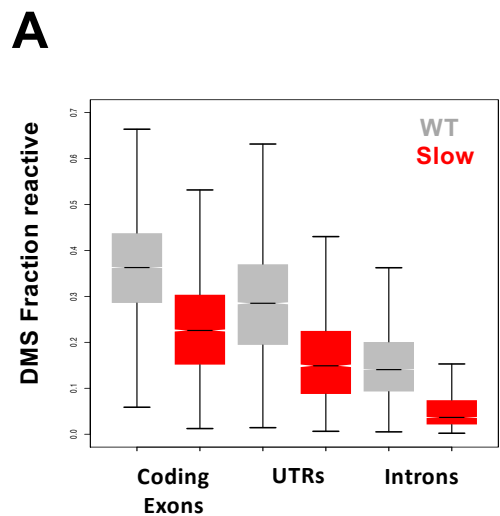 A
DMS Fraction reactive
0.7
0.6
0.5
0.4
0.3
0.2
0.1
0.0
WT
Slow
Coding Exons
UTRs
Introns